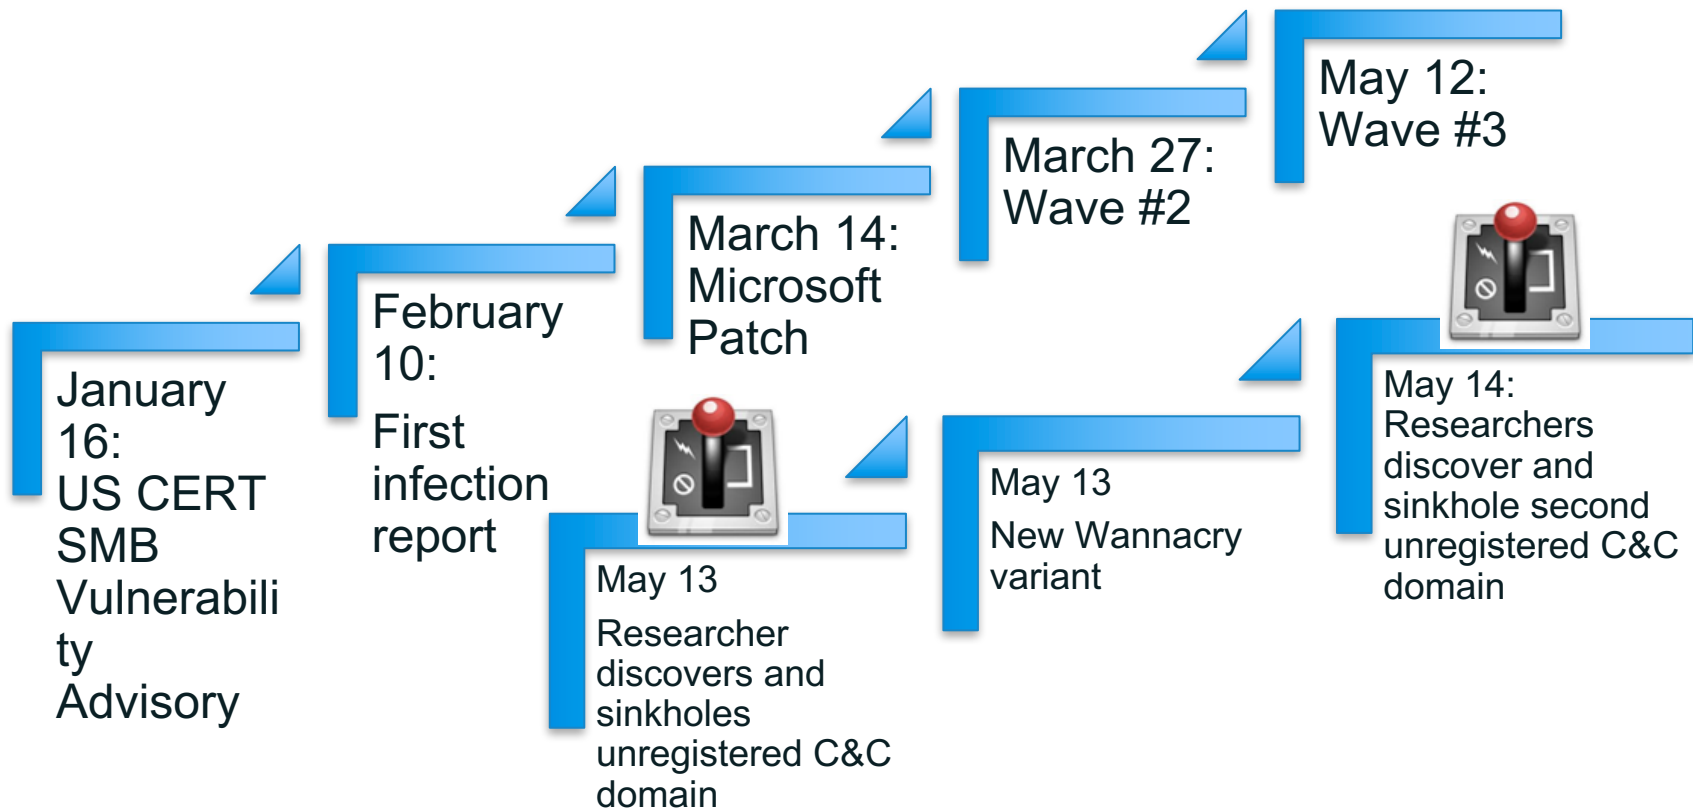 January
16:
US CERT
SMB
Vulnerabili
ty
Advisory
February
10:
First
infection
report
March 14:
Microsoft
Patch
March 27:
Wave #2
May 12:
Wave #3
May 13
Researcher
discovers and
sinkholes
unregistered C&C
domain
May 13
New Wannacry
variant
May 14:
Researchers
discover and
sinkhole second
unregistered C&C
domain